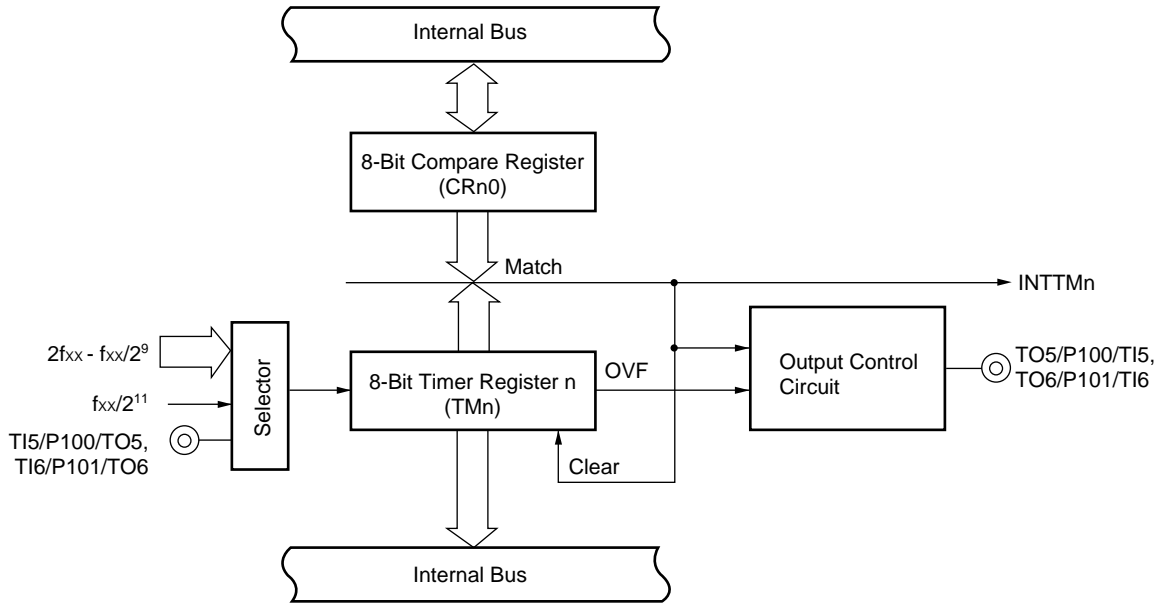 Internal Bus
8-Bit Compare Register
(CRn0)
Match
INTTMn
2fxx - fxx/2⁹
fxx/2¹¹
TI5/P100/TO5,
TI6/P101/TO6
Selector
8-Bit Timer Register n
(TMn)
OVF
Clear
Output Control
Circuit
TO5/P100/TI5,
TO6/P101/TI6
Internal Bus